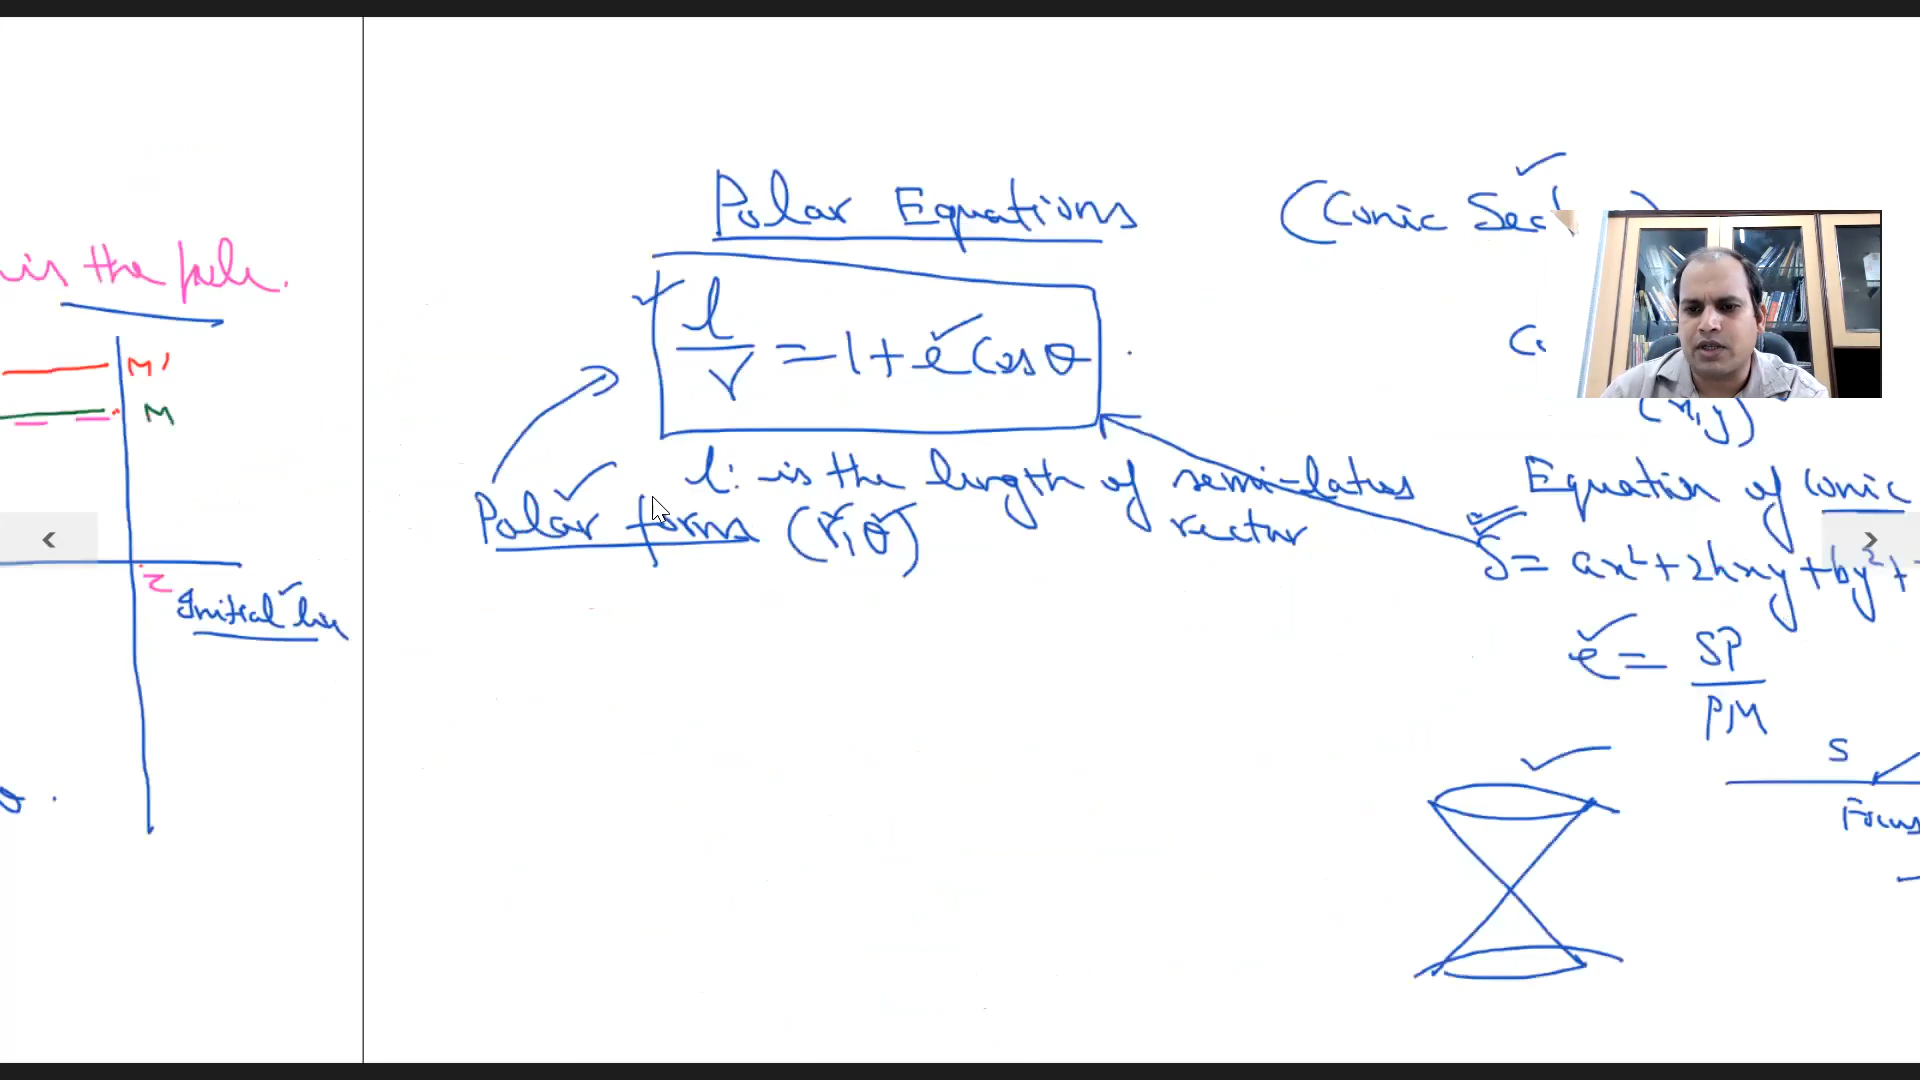 is the pole.
M'
M
Z
Initial line
θ.
Polar Equations
l/r = 1 + e Cos θ
l: is the length of semi-latus
rectum
Polar forms (r, θ)
(Conic Sec
(x, y)
Equation of Conic
S = ax² + 2hxy + by² +
e = SP/PM
S
Focus